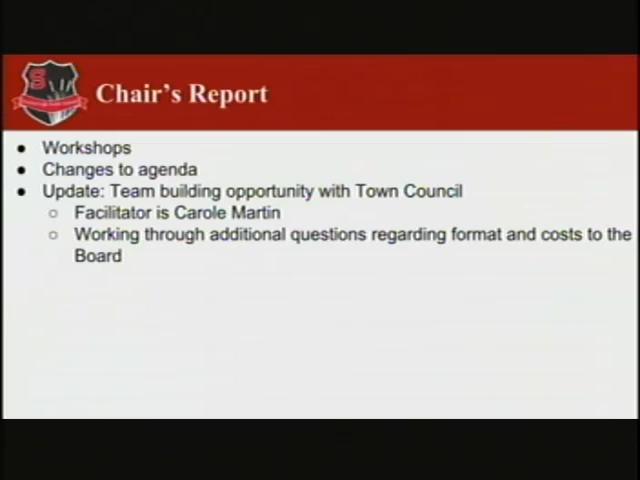 S
Chair's Report
● Workshops
● Changes to agenda
● Update: Team building opportunity with Town Council
○ Facilitator is Carole Martin
○ Working through additional questions regarding format and costs to the
Board